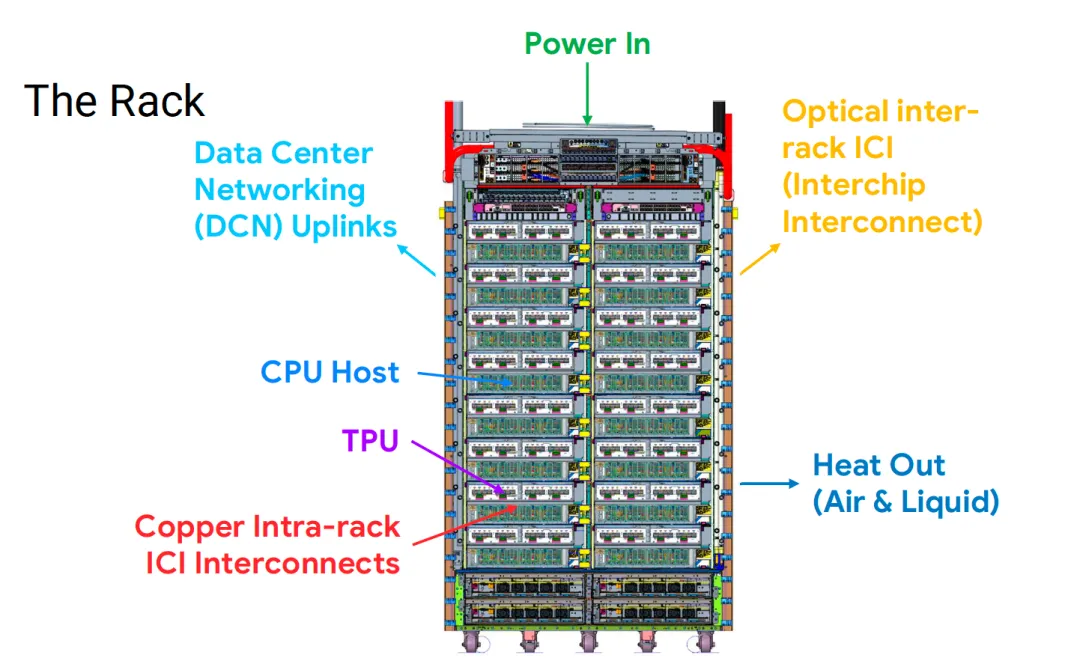 Power In
The Rack
Data Center
Networking
(DCN) Uplinks
Optical inter-
rack ICI
(Interchip
Interconnect)
CPU Host
TPU
Copper Intra-rack
ICI Interconnects
Heat Out
(Air & Liquid)